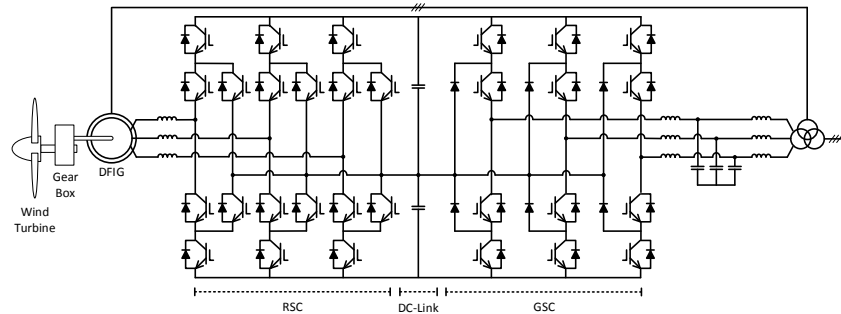 DFIG
Gear
Box
Wind
Turbine
RSC
DC-Link
GSC